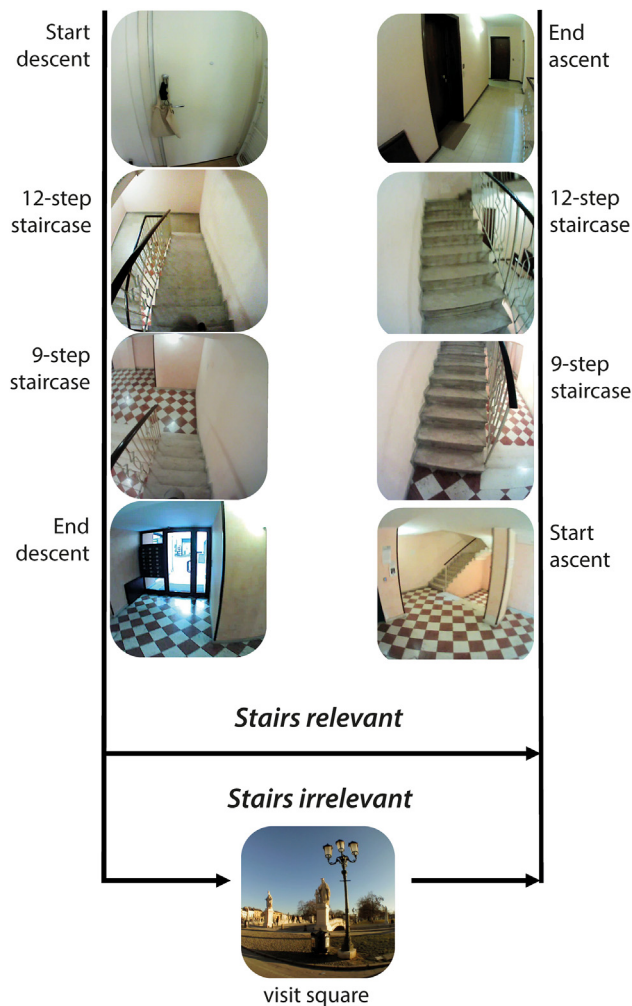 Start
descent
End
ascent
12-step
staircase
12-step
staircase
9-step
staircase
9-step
staircase
End
descent
Start
ascent
Stairs relevant
Stairs irrelevant
visit square